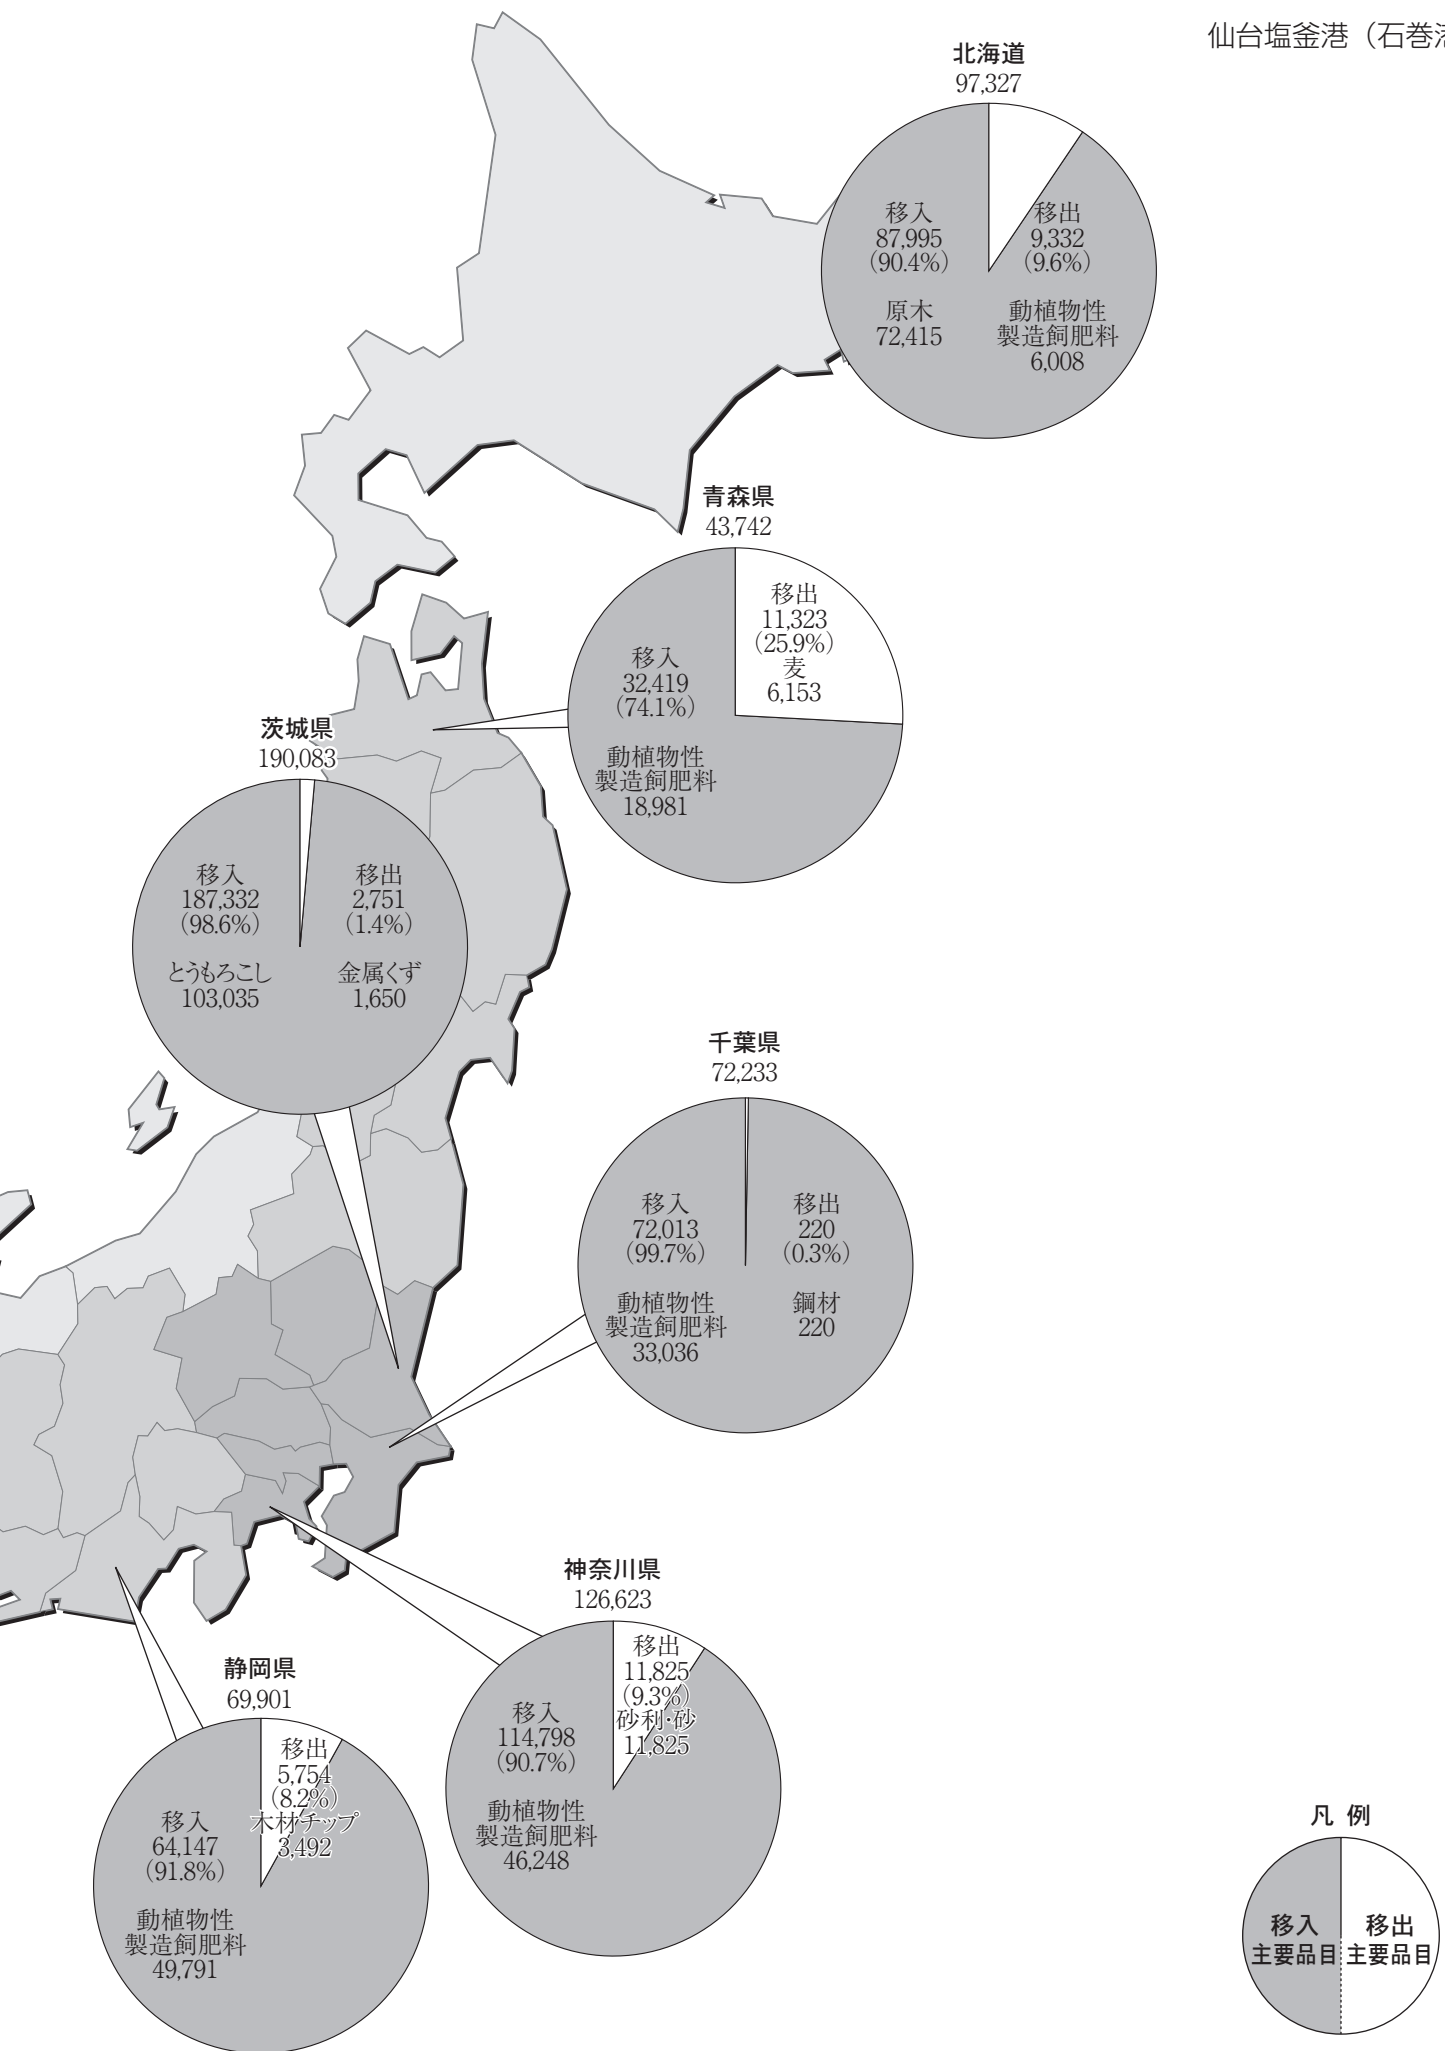 仙台塩釜港（石巻港
北海道
97,327
移入
87,995
（90.4%）
原木
72,415
移出
9,332
（9.6%）
動植物性
製造飼肥料
6,008
青森県
43,742
移出
11,323
（25.9%）
麦
6,153
移入
32,419
（74.1%）
動植物性
製造飼肥料
18,981
茨城県
190,083
移入
187,332
（98.6%）
とうもろこし
103,035
移出
2,751
（1.4%）
金属くず
1,650
千葉県
72,233
移入
72,013
（99.7%）
動植物性
製造飼肥料
33,036
移出
220
（0.3%）
鋼材
220
神奈川県
126,623
移出
11,825
（9.3%）
砂利・砂
11,825
移入
114,798
（90.7%）
動植物性
製造飼肥料
46,248
静岡県
69,901
移出
5,754
（8.2%）
木材チップ
3,492
移入
64,147
（91.8%）
動植物性
製造飼肥料
49,791
凡 例
移入
主要品目
移出
主要品目